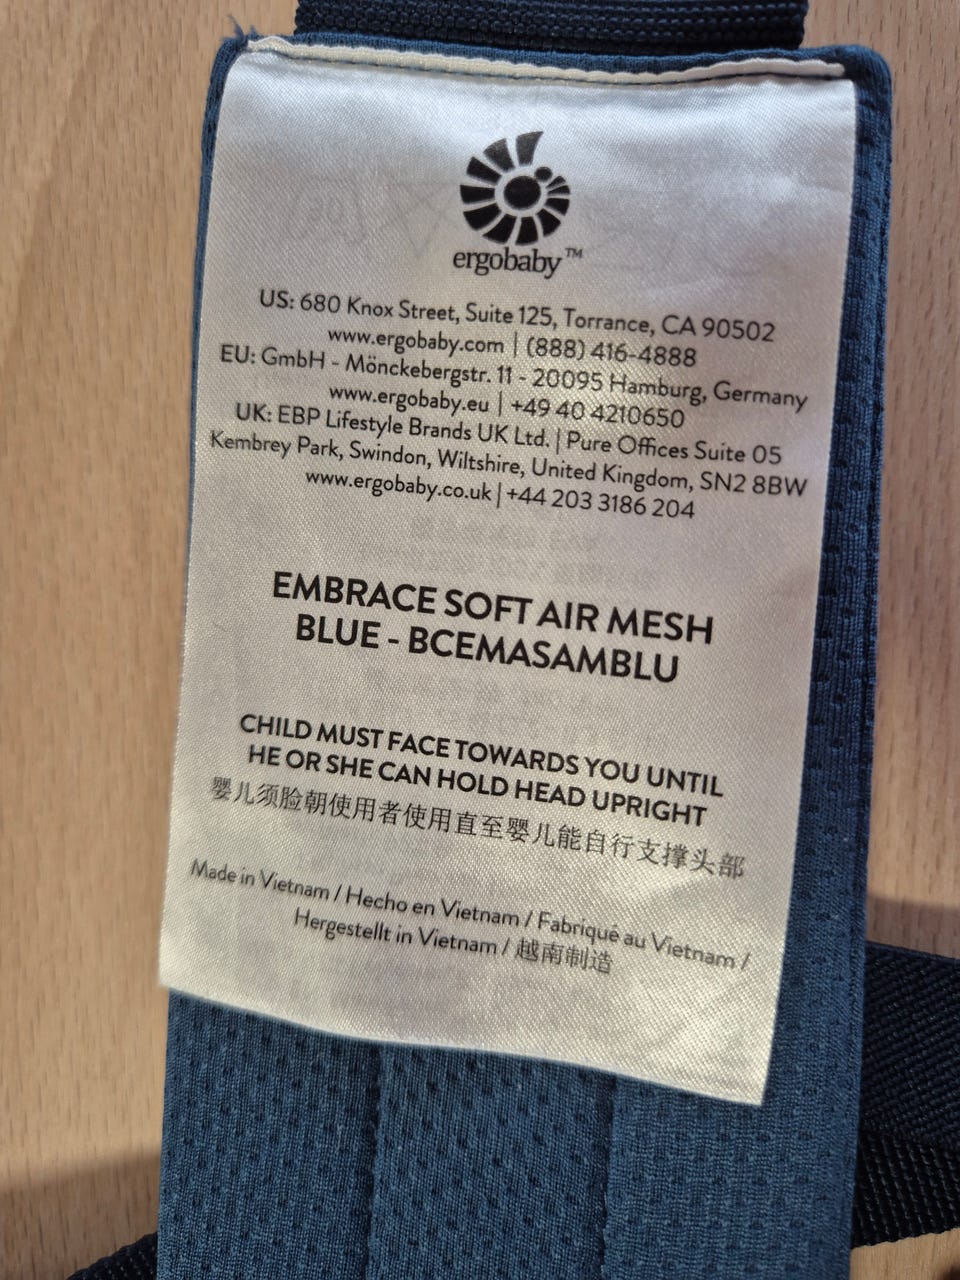 ergobaby™
US: 680 Knox Street, Suite 125, Torrance, CA 90502
www.ergobaby.com | (888) 416-4888
EU: GmbH - Mönckebergstr. 11 - 20095 Hamburg, Germany
www.ergobaby.eu | +49 40 4210650
UK: EBP Lifestyle Brands UK Ltd. | Pure Offices Suite 05
Kembrey Park, Swindon, Wiltshire, United Kingdom, SN2 8BW
www.ergobaby.co.uk | +44 203 3186 204
EMBRACE SOFT AIR MESH
BLUE - BCEMASAMBLU
CHILD MUST FACE TOWARDS YOU UNTIL
HE OR SHE CAN HOLD HEAD UPRIGHT
婴儿须脸朝使用者使用直至婴儿能自行支撑头部
Made in Vietnam / Hecho en Vietnam / Fabriqué au Vietnam /
Hergestellt in Vietnam / 越南制造